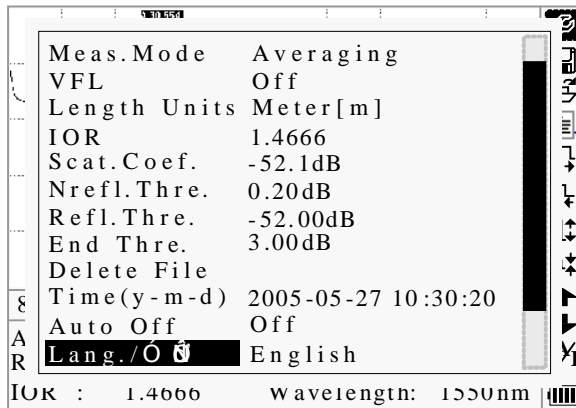 Meas.Mode Averaging
VFL Off
Length Units Meter[m]
IOR 1.4666
Scat.Coef. -52.1dB
Nrefl.Thre. 0.20dB
Refl.Thre. -52.00dB
End Thre. 3.00dB
Delete File
Time(y-m-d) 2005-05-27 10:30:20
Auto Off Off
Lang./Ó English
A
R
IOR : 1.4666 Wavelength: 1550nm